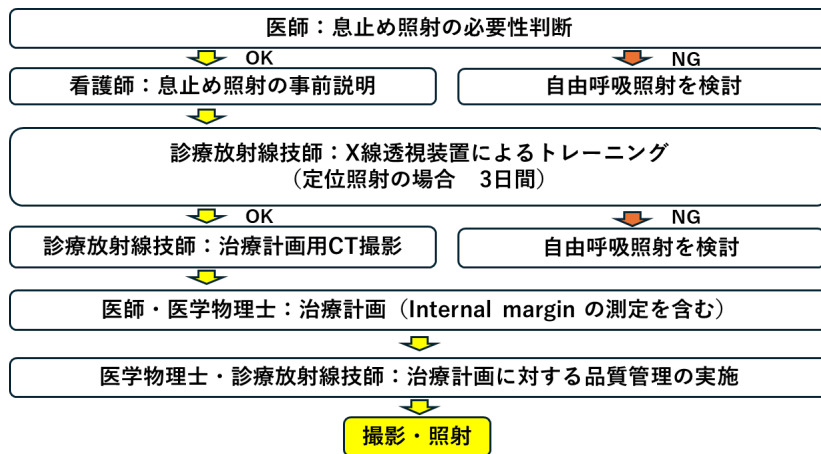 医師：息止め照射の必要性判断
OK
NG
看護師：息止め照射の事前説明
自由呼吸照射を検討
診療放射線技師：X線透視装置によるトレーニング
（定位照射の場合　3日間）
OK
NG
診療放射線技師：治療計画用CT撮影
自由呼吸照射を検討
医師・医学物理士：治療計画（Internal margin の測定を含む）
医学物理士・診療放射線技師：治療計画に対する品質管理の実施
撮影・照射